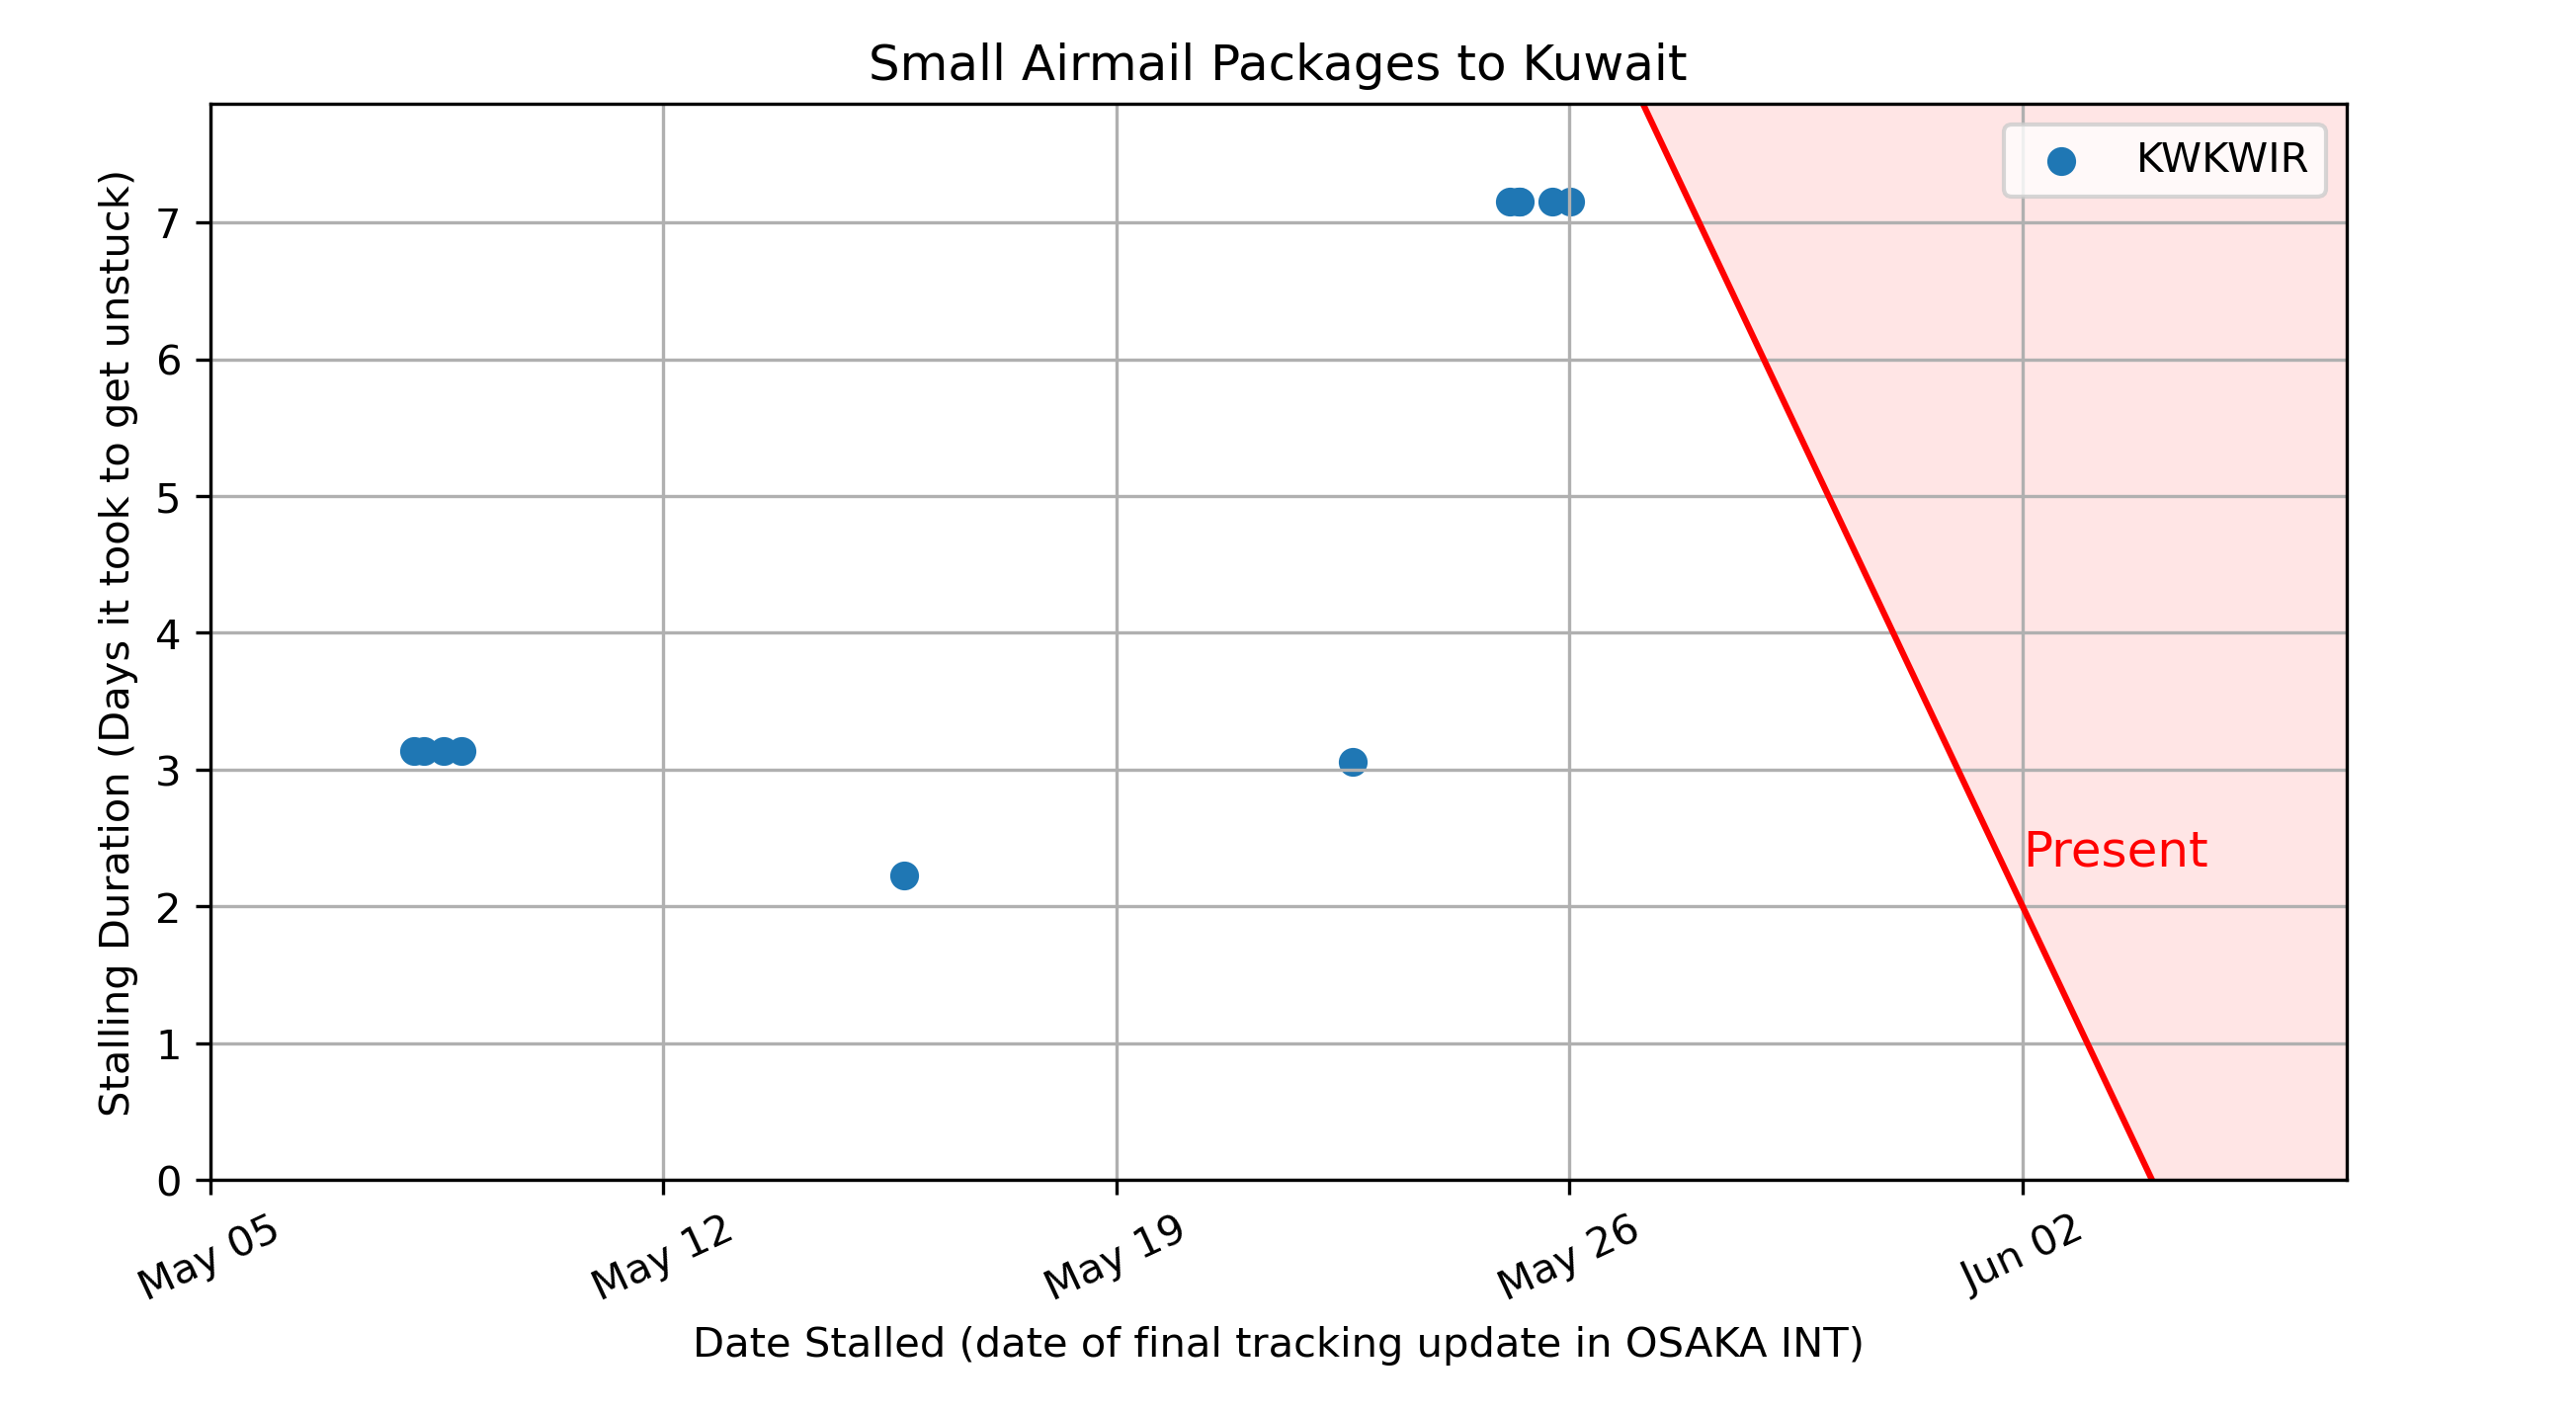 Small Airmail Packages to Kuwait
KWKWIR
Stalling Duration (Days it took to get unstuck)
7
6
5
4
3
2
1
0
Present
May 05
May 12
May 19
May 26
Jun 02
Date Stalled (date of final tracking update in OSAKA INT)